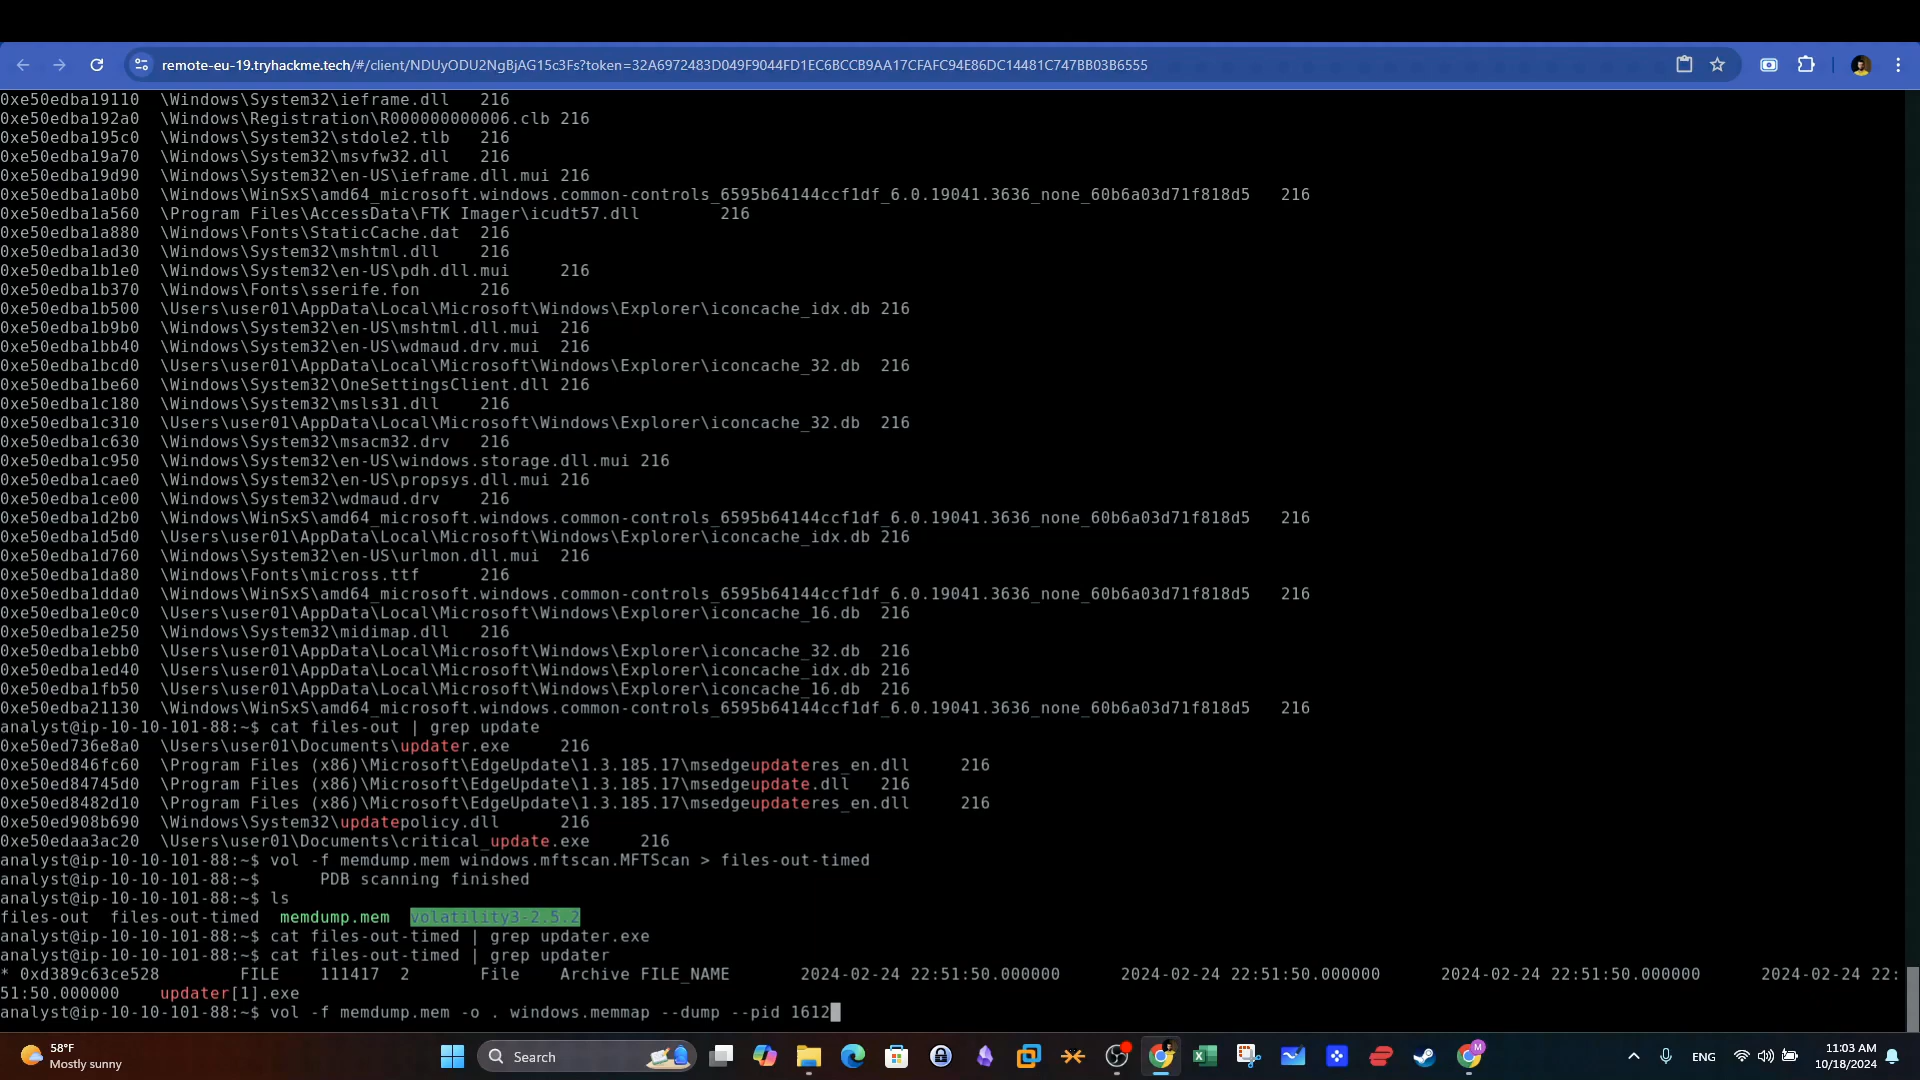 remote-eu-19.tryhackme.tech/#/client/NDUyODU2NgBjAG15c3Fs?token=32A6972483D049F9044FD1EC6BCCB9AA17CFAFC94E86DC14481C747BB03B6555
0xe50edba19110  \Windows\System32\ieframe.dll   216
0xe50edba192a0  \Windows\Registration\R000000000006.clb 216
0xe50edba195c0  \Windows\System32\stdole2.tlb   216
0xe50edba19a70  \Windows\System32\msvfw32.dll   216
0xe50edba19d90  \Windows\System32\en-US\ieframe.dll.mui 216
0xe50edba1a0b0  \Windows\WinSxS\amd64_microsoft.windows.common-controls_6595b64144ccf1df_6.0.19041.3636_none_60b6a03d71f818d5   216
0xe50edba1a560  \Program Files\AccessData\FTK Imager\icudt57.dll        216
0xe50edba1a880  \Windows\Fonts\StaticCache.dat  216
0xe50edba1ad30  \Windows\System32\mshtml.dll    216
0xe50edba1b1e0  \Windows\System32\en-US\pdh.dll.mui     216
0xe50edba1b370  \Windows\Fonts\sserife.fon      216
0xe50edba1b500  \Users\user01\AppData\Local\Microsoft\Windows\Explorer\iconcache_idx.db 216
0xe50edba1b9b0  \Windows\System32\en-US\mshtml.dll.mui  216
0xe50edba1bb40  \Windows\System32\en-US\wdmaud.drv.mui  216
0xe50edba1bcd0  \Users\user01\AppData\Local\Microsoft\Windows\Explorer\iconcache_32.db  216
0xe50edba1be60  \Windows\System32\OneSettingsClient.dll 216
0xe50edba1c180  \Windows\System32\msls31.dll    216
0xe50edba1c310  \Users\user01\AppData\Local\Microsoft\Windows\Explorer\iconcache_32.db  216
0xe50edba1c630  \Windows\System32\msacm32.drv   216
0xe50edba1c950  \Windows\System32\en-US\windows.storage.dll.mui 216
0xe50edba1cae0  \Windows\System32\en-US\propsys.dll.mui 216
0xe50edba1ce00  \Windows\System32\wdmaud.drv    216
0xe50edba1d2b0  \Windows\WinSxS\amd64_microsoft.windows.common-controls_6595b64144ccf1df_6.0.19041.3636_none_60b6a03d71f818d5   216
0xe50edba1d5d0  \Users\user01\AppData\Local\Microsoft\Windows\Explorer\iconcache_idx.db 216
0xe50edba1d760  \Windows\System32\en-US\urlmon.dll.mui  216
0xe50edba1da80  \Windows\Fonts\micross.ttf      216
0xe50edba1dda0  \Windows\WinSxS\amd64_microsoft.windows.common-controls_6595b64144ccf1df_6.0.19041.3636_none_60b6a03d71f818d5   216
0xe50edba1e0c0  \Users\user01\AppData\Local\Microsoft\Windows\Explorer\iconcache_16.db  216
0xe50edba1e250  \Windows\System32\midimap.dll   216
0xe50edba1ebb0  \Users\user01\AppData\Local\Microsoft\Windows\Explorer\iconcache_32.db  216
0xe50edba1ed40  \Users\user01\AppData\Local\Microsoft\Windows\Explorer\iconcache_idx.db 216
0xe50edba1fb50  \Users\user01\AppData\Local\Microsoft\Windows\Explorer\iconcache_16.db  216
0xe50edba21130  \Windows\WinSxS\amd64_microsoft.windows.common-controls_6595b64144ccf1df_6.0.19041.3636_none_60b6a03d71f818d5   216
analyst@ip-10-10-101-88:~$ cat files-out | grep update
0xe50ed736e8a0  \Users\user01\Documents\updater.exe     216
0xe50ed846fc60  \Program Files (x86)\Microsoft\EdgeUpdate\1.3.185.17\msedgeupdateres_en.dll     216
0xe50ed84745d0  \Program Files (x86)\Microsoft\EdgeUpdate\1.3.185.17\msedgeupdate.dll   216
0xe50ed8482d10  \Program Files (x86)\Microsoft\EdgeUpdate\1.3.185.17\msedgeupdateres_en.dll     216
0xe50ed908b690  \Windows\System32\updatepolicy.dll      216
0xe50edaa3ac20  \Users\user01\Documents\critical_update.exe     216
analyst@ip-10-10-101-88:~$ vol -f memdump.mem windows.mftscan.MFTScan > files-out-timed
analyst@ip-10-10-101-88:~$      PDB scanning finished
analyst@ip-10-10-101-88:~$ ls
files-out  files-out-timed  memdump.mem  volatility3-2.5.2
analyst@ip-10-10-101-88:~$ cat files-out-timed | grep updater.exe
analyst@ip-10-10-101-88:~$ cat files-out-timed | grep updater
* 0xd389c63ce528        FILE    111417  2       File    Archive FILE_NAME       2024-02-24 22:51:50.000000      2024-02-24 22:51:50.000000      2024-02-24 22:51:50.000000      2024-02-24 22:
51:50.000000    updater[1].exe
analyst@ip-10-10-101-88:~$ vol -f memdump.mem -o . windows.memmap --dump --pid 1612
58°F
Mostly sunny
Search
M
ENG
11:03 AM
10/18/2024